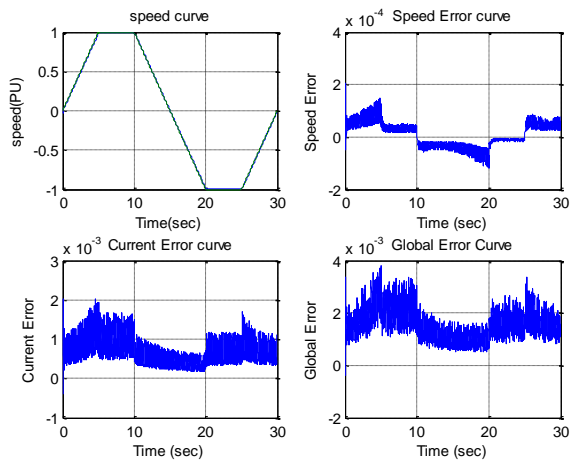 speed curve
speed(PU)
1
0.5
0
-0.5
-1
0 10 20 30
Time(sec)
x 10-4
Speed Error curve
Speed Error
4
2
0
-2
0 10 20 30
Time (sec)
x 10-3
Current Error curve
Current Error
3
2
1
0
-1
0 10 20 30
Time (sec)
x 10-3
Global Error Curve
Global Error
4
2
0
-2
0 10 20 30
Time (sec)